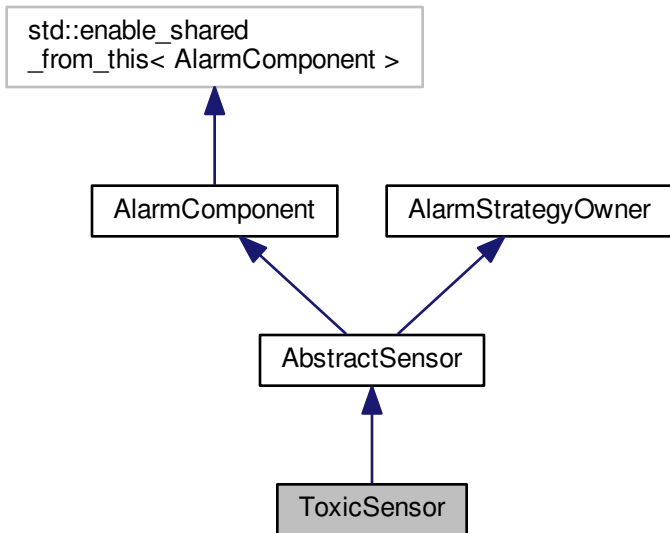 std::enable_shared
_from_this< AlarmComponent >
AlarmComponent
AlarmStrategyOwner
AbstractSensor
ToxicSensor